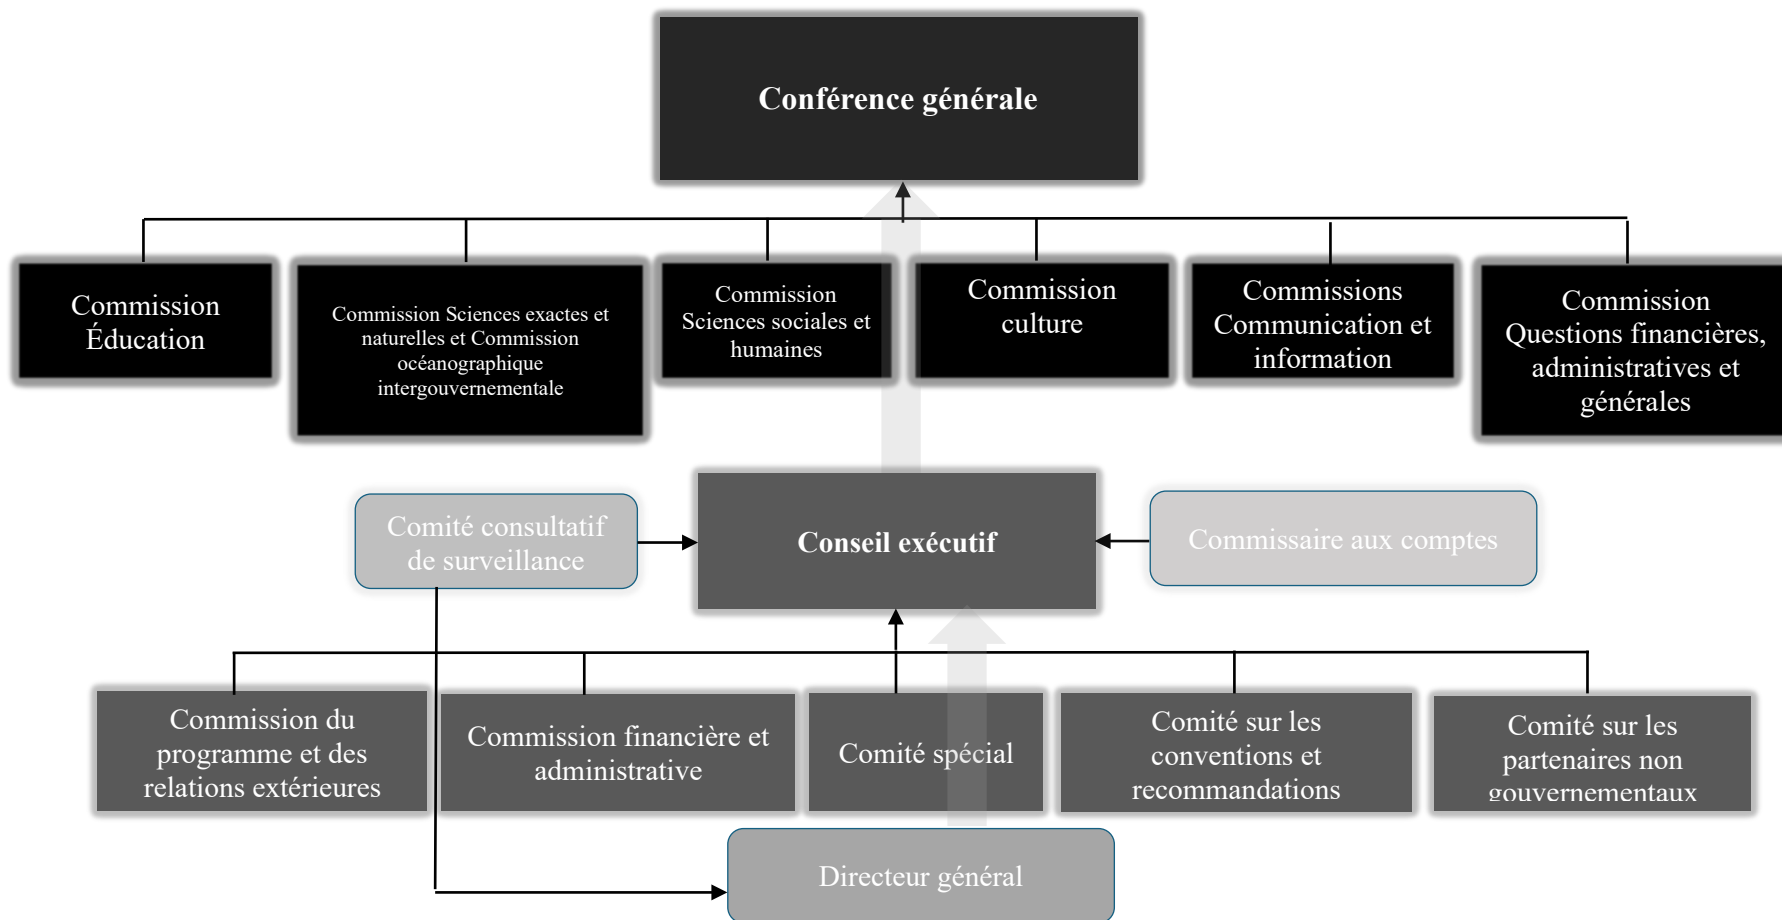 Conférence générale
Commission
Éducation
Commission Sciences exactes et
naturelles et Commission
océanographique
intergouvernementale
Commission
Sciences sociales et
humaines
Commission
culture
Commissions
Communication et
information
Commission
Questions financières,
administratives et
générales
Comité consultatif
de surveillance
Conseil exécutif
Commissaire aux comptes
Commission du
programme et des
relations extérieures
Commission financière et
administrative
Comité spécial
Comité sur les
conventions et
recommandations
Comité sur les
partenaires non
gouvernementaux
Directeur général